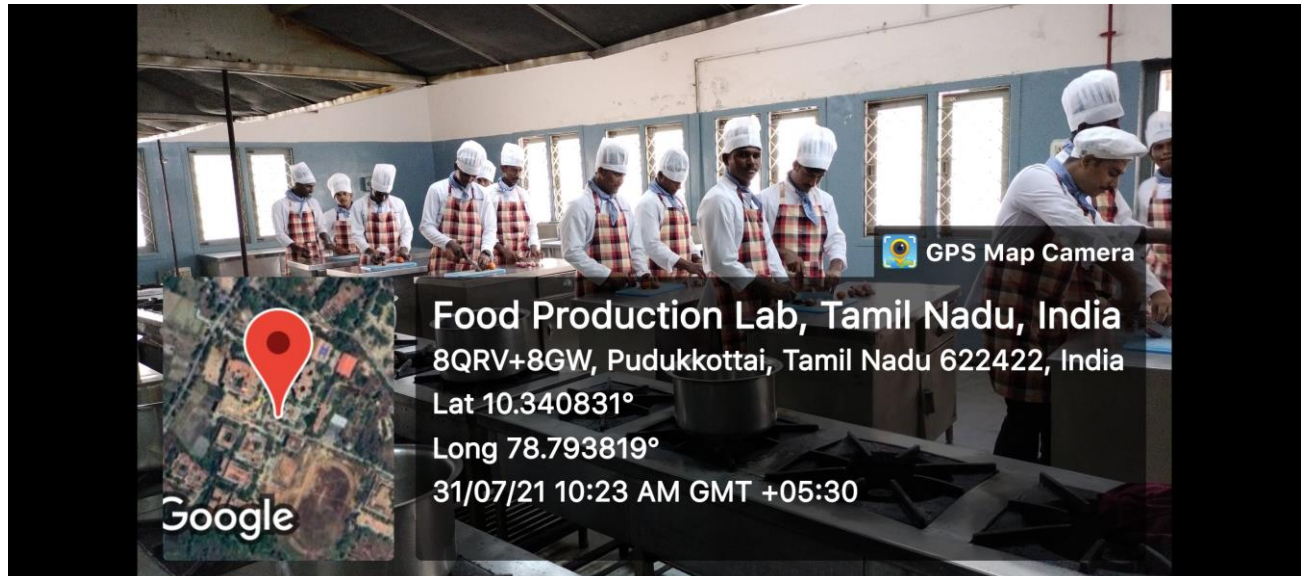 GPS Map Camera
Food Production Lab, Tamil Nadu, India
8QRV+8GW, Pudukkottai, Tamil Nadu 622422, India
Lat 10.340831°
Long 78.793819°
31/07/21 10:23 AM GMT +05:30
Google